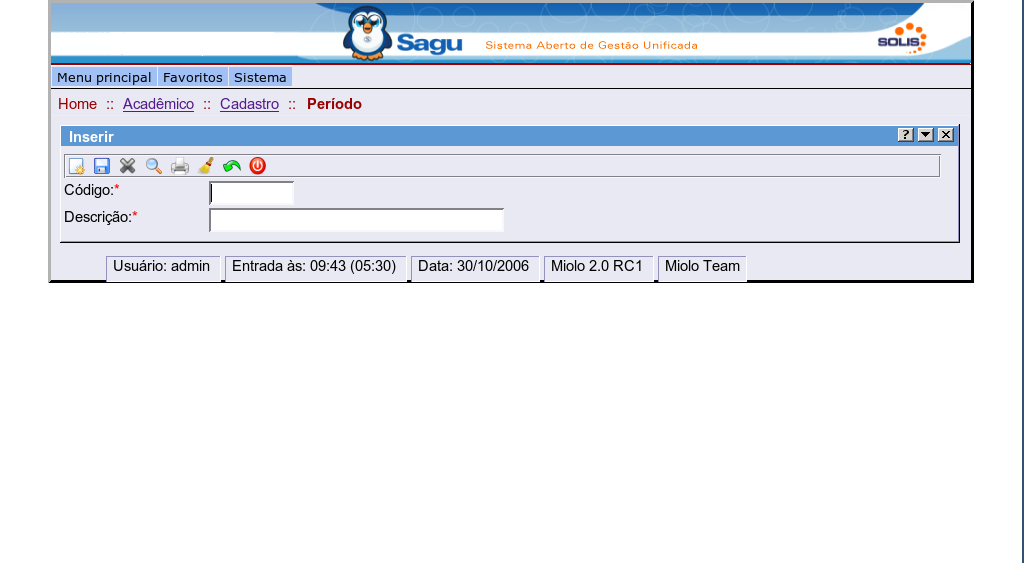 Sagu Sistema Aberto de Gestão Unificada SOLIS
Menu principal Favoritos Sistema
Home :: Acadêmico :: Cadastro :: Período
Inserir ?
Código:*
Descrição:*
Usuário: admin Entrada às: 09:43 (05:30) Data: 30/10/2006 Miolo 2.0 RC1 Miolo Team